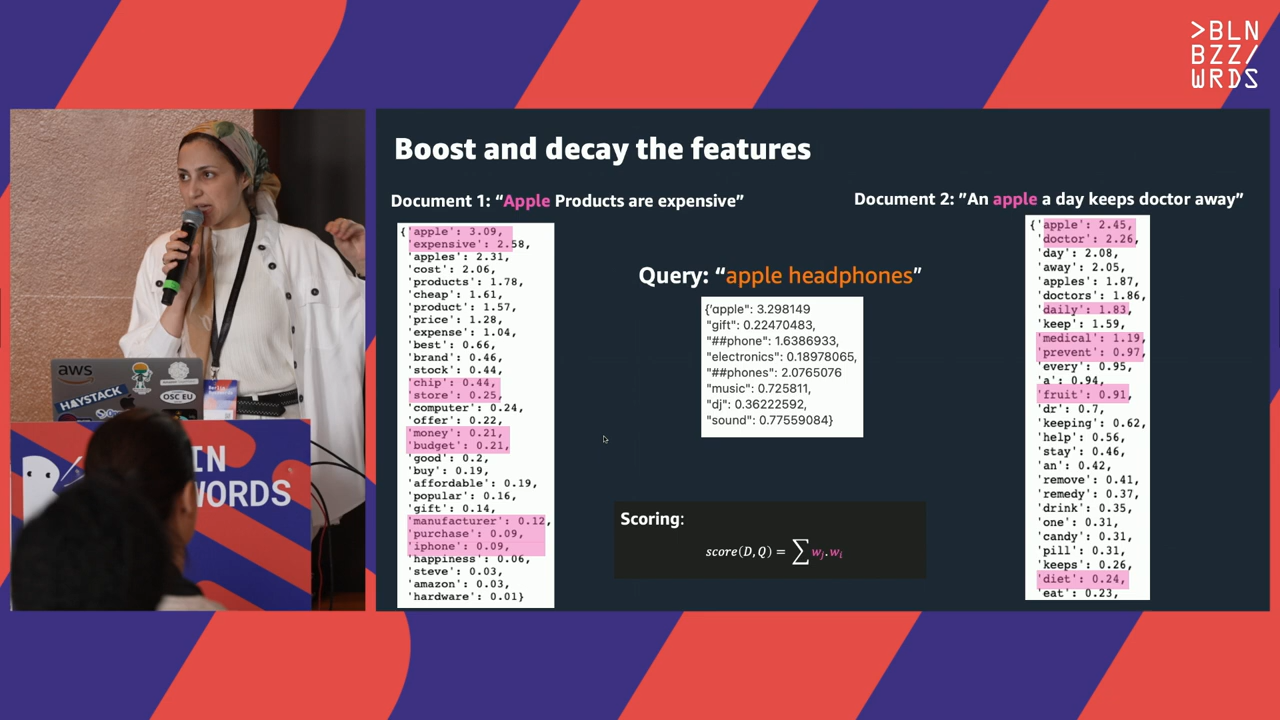 >BLN
BZZ/
WRDS
Boost and decay the features
Document 1: “Apple Products are expensive”
{'apple': 3.09,
'expensive': 2.58,
'apples': 2.31,
'cost': 2.06,
'products': 1.78,
'cheap': 1.61,
'product': 1.57,
'price': 1.28,
'expense': 1.04,
'best': 0.66,
'brand': 0.46,
'stock': 0.44,
'chip': 0.44,
'store': 0.25,
'computer': 0.24,
'offer': 0.22,
'money': 0.21,
'budget': 0.21,
'good': 0.2,
'buy': 0.19,
'affordable': 0.19,
'popular': 0.16,
'gift': 0.14,
'manufacturer': 0.12,
'purchase': 0.09,
'iphone': 0.09,
'happiness': 0.06,
'steve': 0.03,
'amazon': 0.03,
'hardware': 0.01}
Query: “apple headphones”
{'apple": 3.298149
"gift": 0.22470483,
"##phone": 1.6386933,
"electronics": 0.18978065,
"##phones": 2.0765076
"music": 0.725811,
"dj": 0.36222592,
"sound": 0.77559084}
Scoring:
score(D,Q) = ∑ wj.wi
Document 2: ”An apple a day keeps doctor away”
{'apple': 2.45,
'doctor': 2.26,
'day': 2.08,
'away': 2.05,
'apples': 1.87,
'doctors': 1.86,
'daily': 1.83,
'keep': 1.59,
'medical': 1.19,
'prevent': 0.97,
'every': 0.95,
'a': 0.94,
'fruit': 0.91,
'dr': 0.7,
'keeping': 0.62,
'help': 0.56,
'stay': 0.46,
'an': 0.42,
'remove': 0.41,
'remedy': 0.37,
'drink': 0.35,
'one': 0.31,
'candy': 0.31,
'pill': 0.31,
'keeps': 0.26,
'diet': 0.24,
'eat': 0.23,
aws
HAYSTACK
OSC EU
Berlin
IN
WORDS